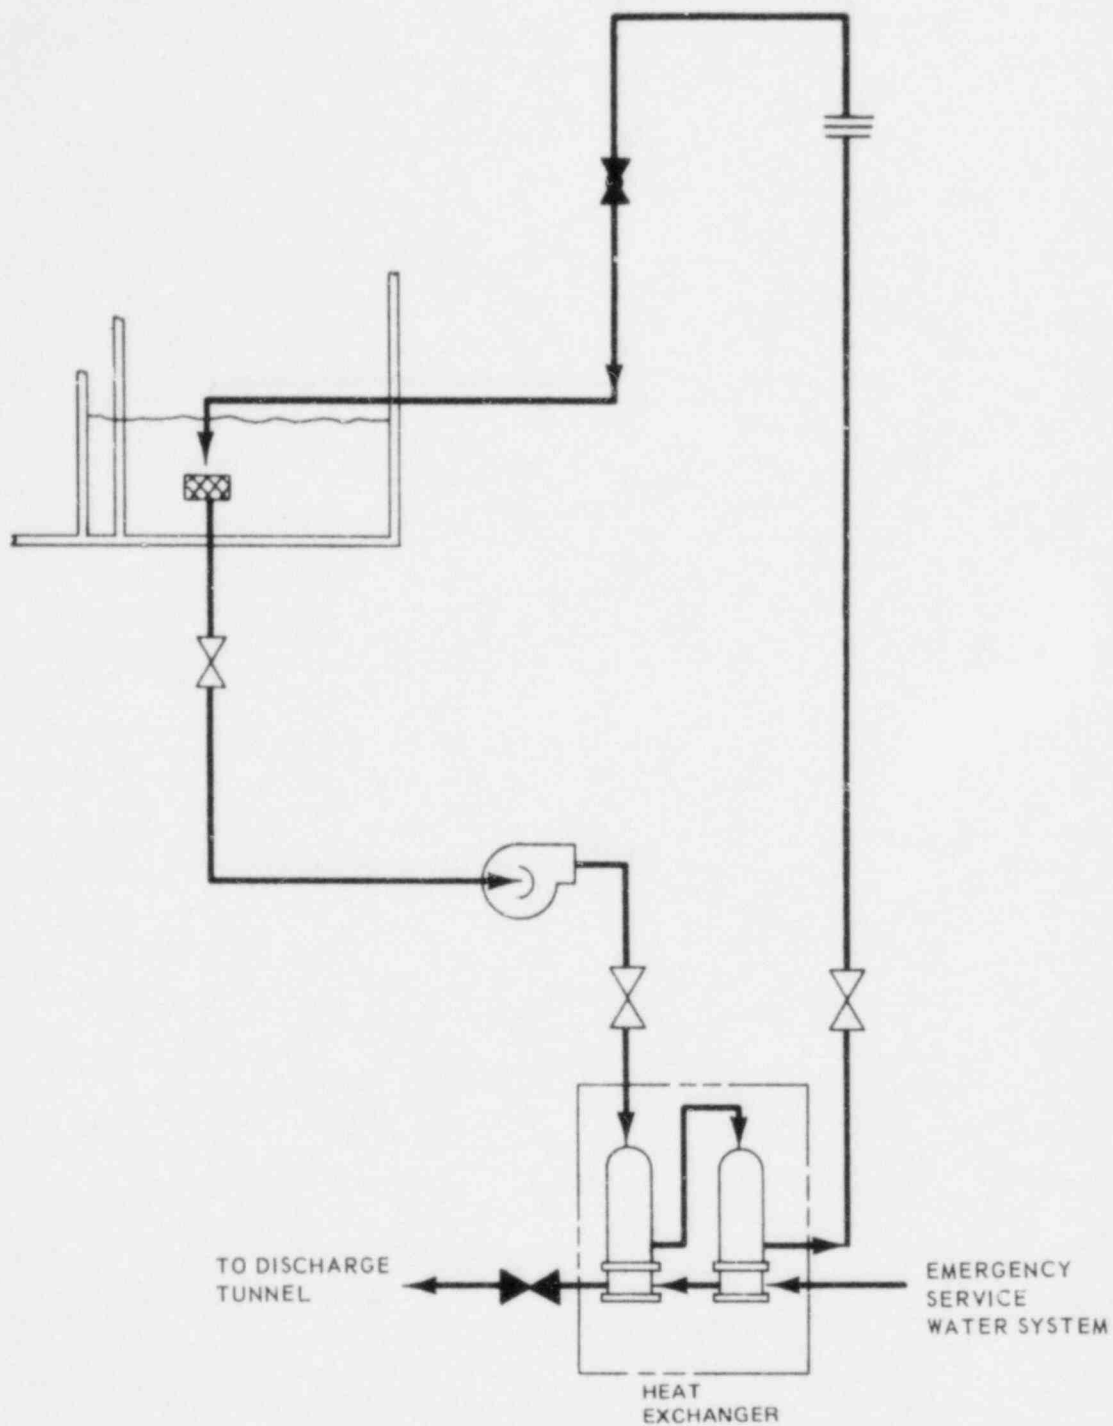 TO DISCHARGE
TUNNEL
EMERGENCY
SERVICE
WATER SYSTEM
HEAT
EXCHANGER